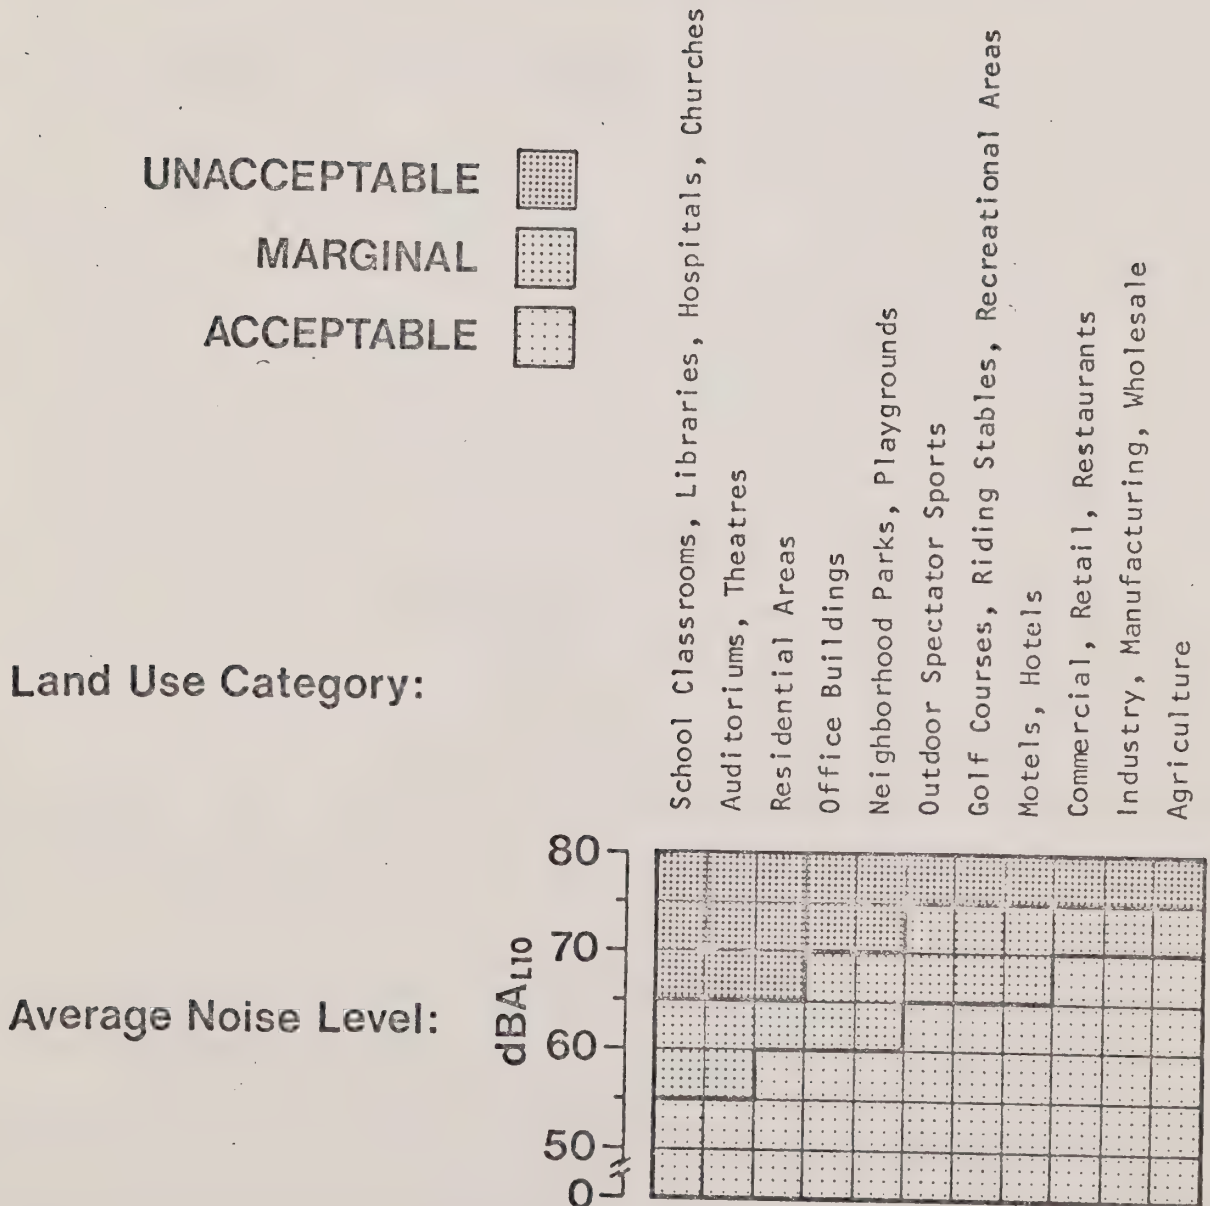 UNACCEPTABLE
MARGINAL
ACCEPTABLE
Land Use Category:
School Classrooms, Libraries, Hospitals, Churches
Auditoriums, Theatres
Residential Areas
Office Buildings
Neighborhood Parks, Playgrounds
Outdoor Spectator Sports
Golf Courses, Riding Stables, Recreational Areas
Motels, Hotels
Commercial, Retail, Restaurants
Industry, Manufacturing, Wholesale
Agriculture
Average Noise Level:
dBA L10
80
70
60
50
0